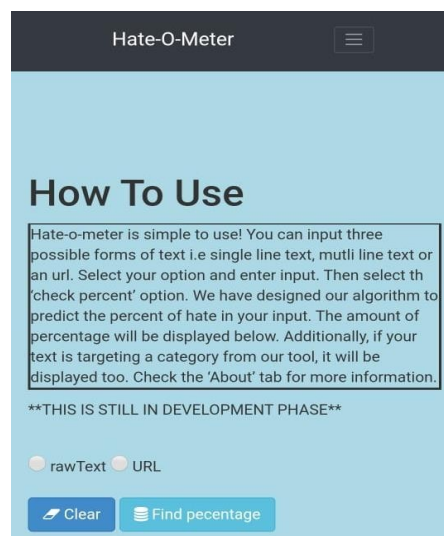 Hate-O-Meter
How To Use
Hate-o-meter is simple to use! You can input three
possible forms of text i.e single line text, mutli line text or
an url. Select your option and enter input. Then select th
'check percent' option. We have designed our algorithm to
predict the percent of hate in your input. The amount of
percentage will be displayed below. Additionally, if your
text is targeting a category from our tool, it will be
displayed too. Check the 'About' tab for more information.
**THIS IS STILL IN DEVELOPMENT PHASE**
rawText URL
Clear Find pecentage